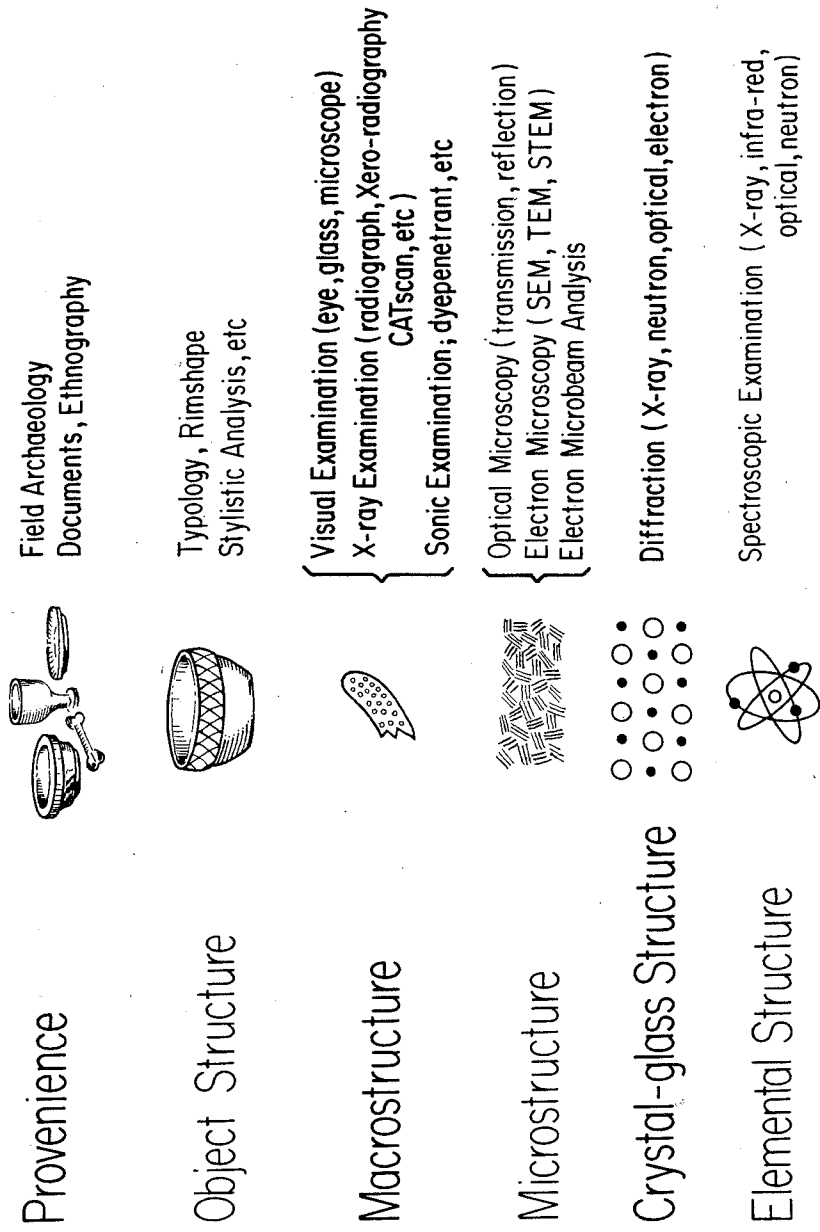 Provenience
Field Archaeology
Documents, Ethnography
Object Structure
Typology, Rimshape
Stylistic Analysis, etc
Macrostructure
Visual Examination (eye, glass, microscope)
X-ray Examination (radiograph, Xero-radiography
CATscan, etc)
Sonic Examination; dyepenetrant, etc
Microstructure
Optical Microscopy (transmission, reflection)
Electron Microscopy (SEM, TEM, STEM)
Electron Microbeam Analysis
Crystal-glass Structure
Diffraction (X-ray, neutron, optical, electron)
Elemental Structure
Spectroscopic Examination (X-ray, infra-red,
optical, neutron)